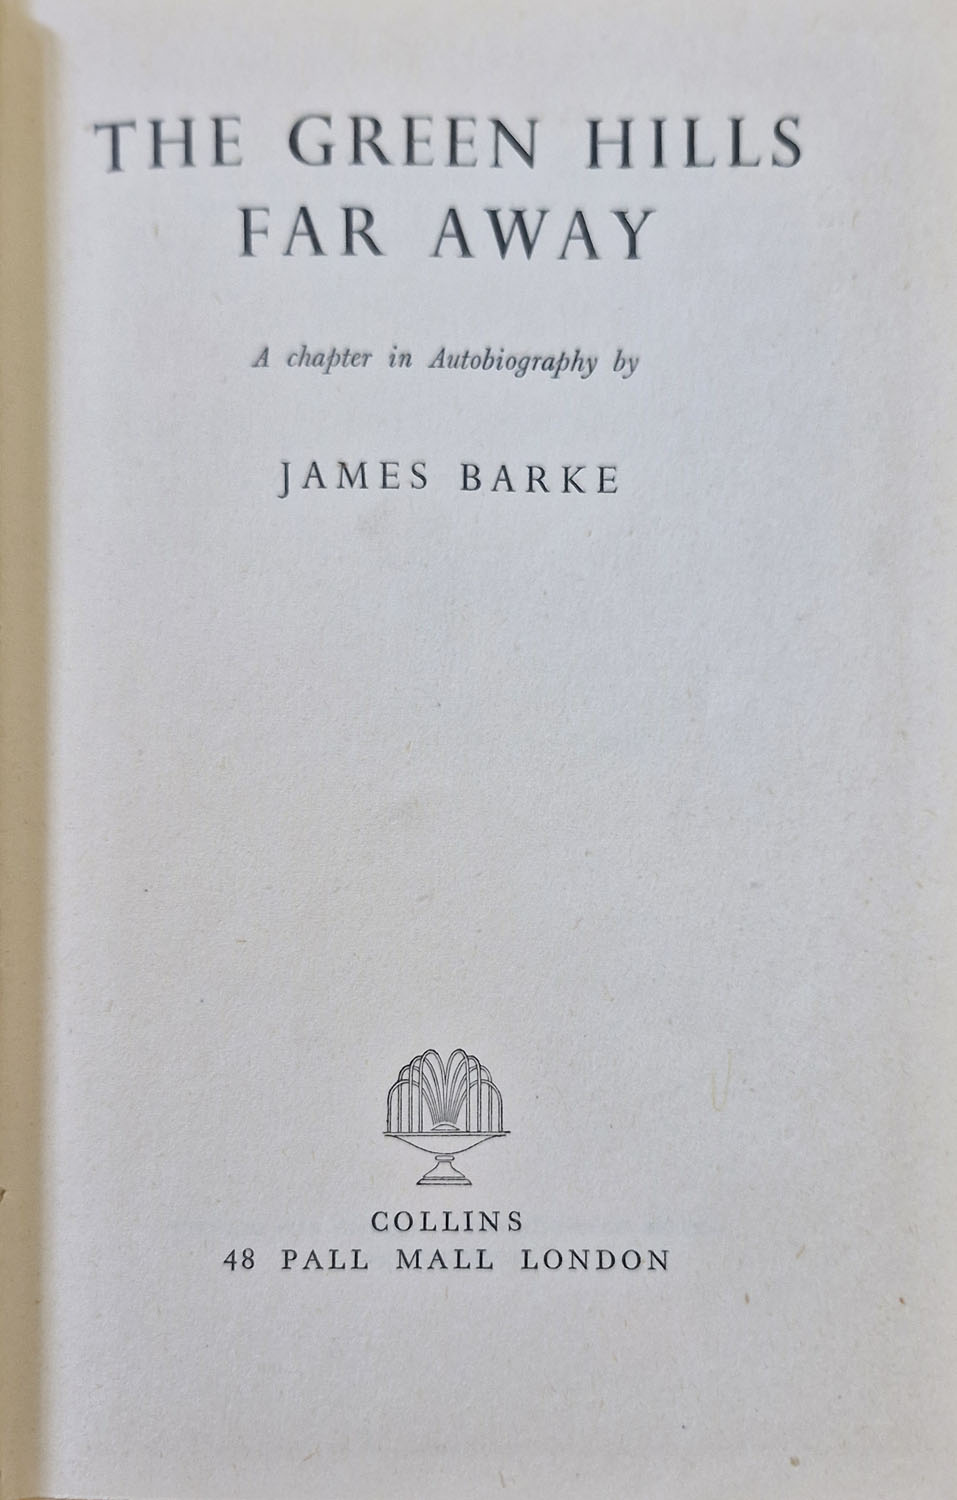 THE GREEN HILLS
FAR AWAY
A chapter in Autobiography by
JAMES BARKE
COLLINS
48 PALL MALL LONDON